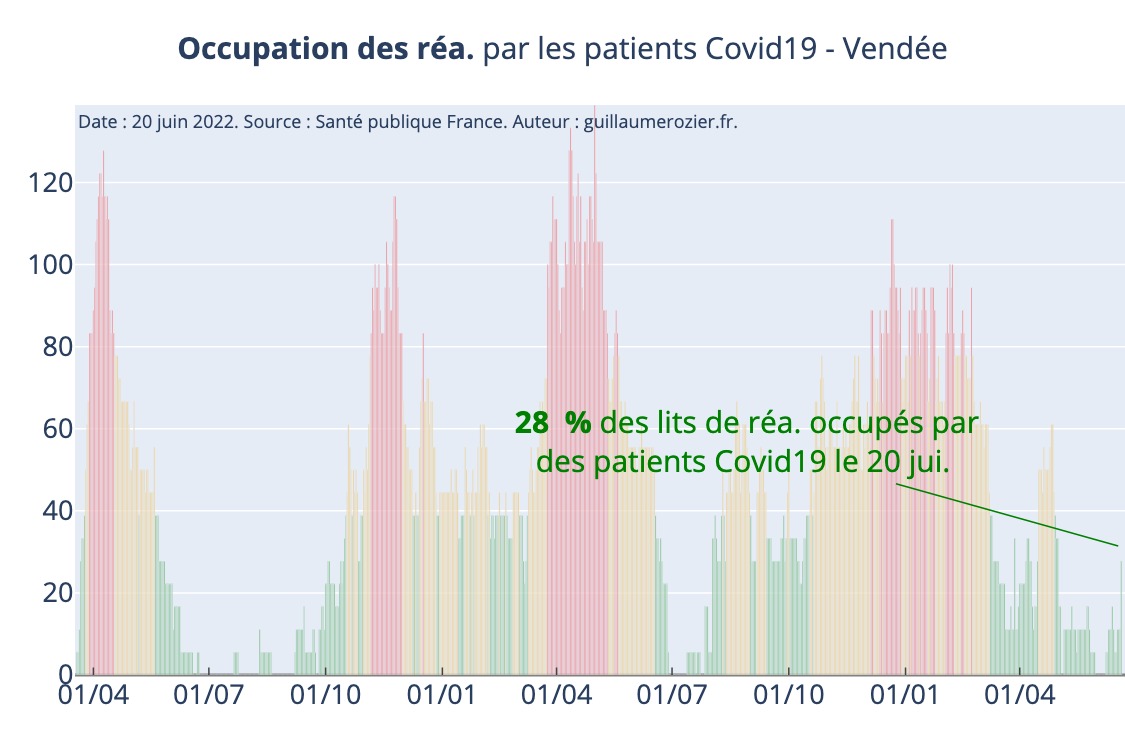 Occupation des réa. par les patients Covid19 - Vendée
Date : 20 juin 2022. Source : Santé publique France. Auteur : guillaumerozier.fr.
120
100
80
60
40
20
0
28 % des lits de réa. occupés par
des patients Covid19 le 20 jui.
01/04 01/07 01/10 01/01 01/04 01/07 01/10 01/01 01/04